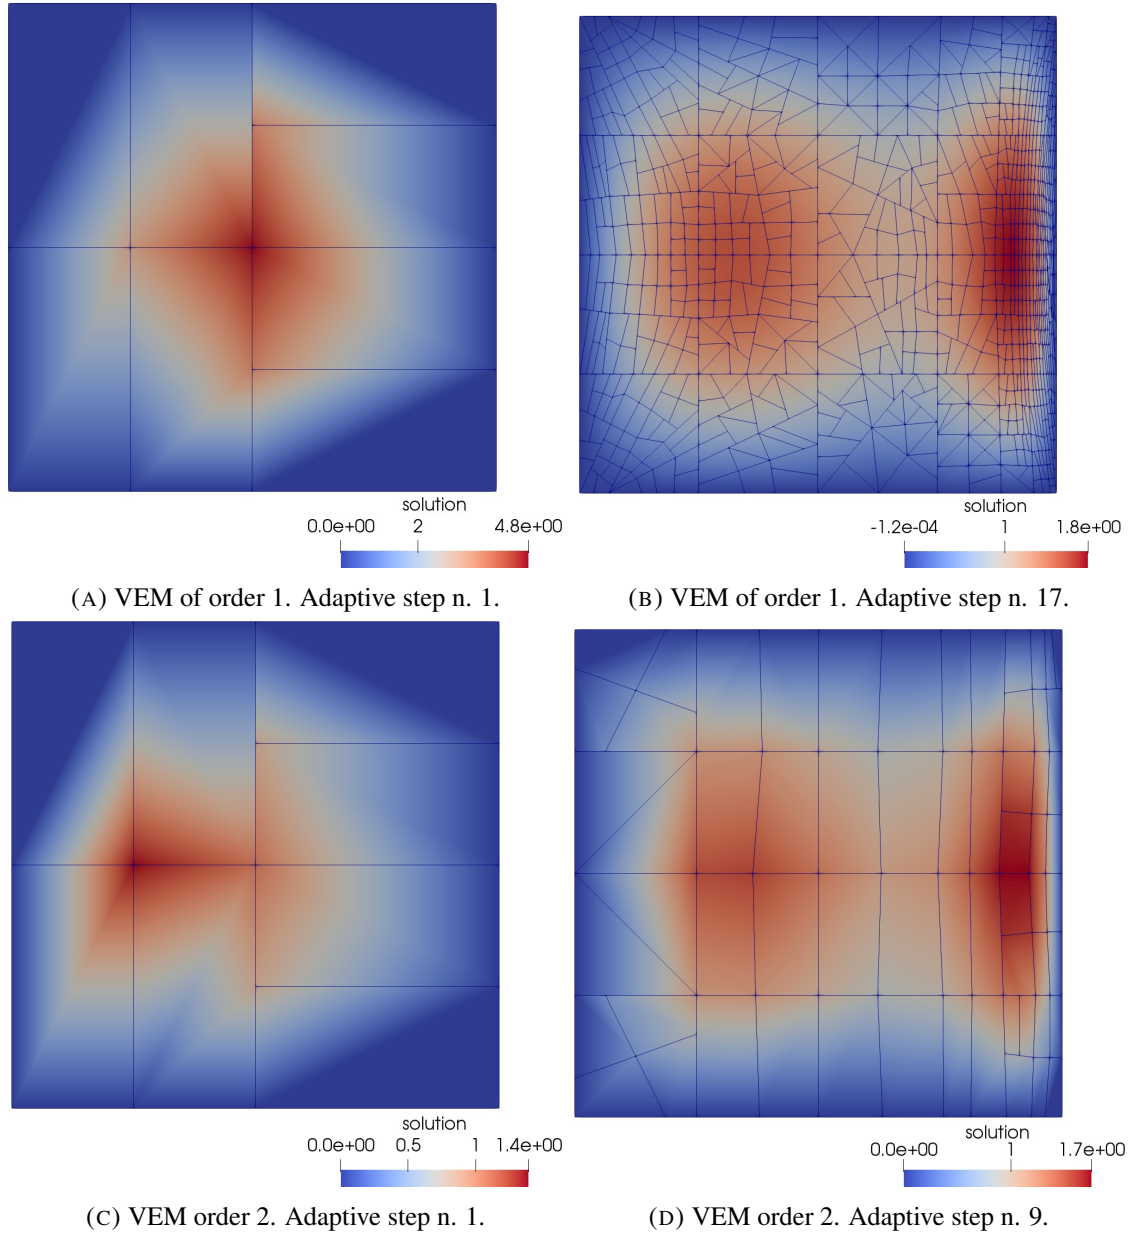 solution
0.0e+00 2 4.8e+00
(A) VEM of order 1. Adaptive step n. 1.
solution
-1.2e-04 1 1.8e+00
(B) VEM of order 1. Adaptive step n. 17.
solution
0.0e+00 0.5 1 1.4e+00
(C) VEM order 2. Adaptive step n. 1.
solution
0.0e+00 1 1.7e+00
(D) VEM order 2. Adaptive step n. 9.